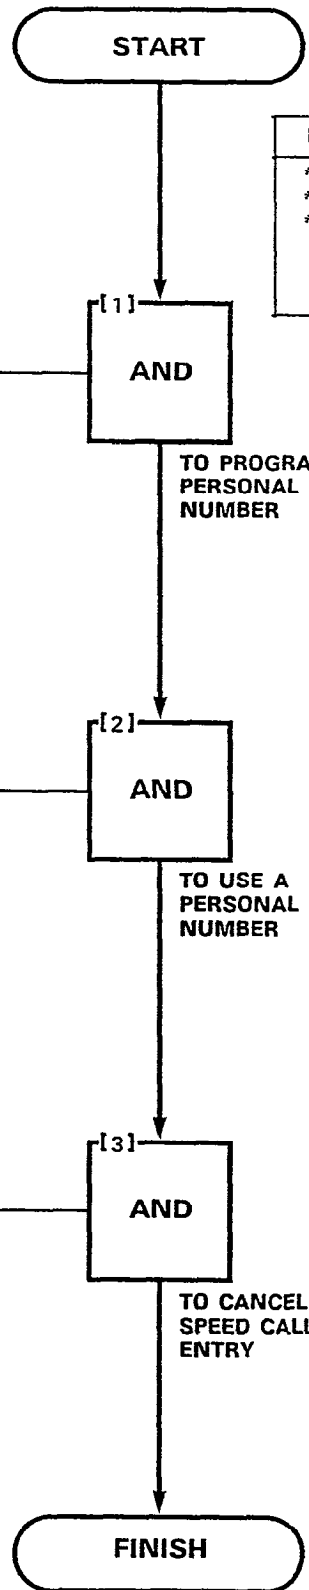 START
[1]
AND
TO PROGRA
PERSONAL
NUMBER
[2]
AND
TO USE A
PERSONAL
NUMBER
[3]
AND
TO CANCEL
SPEED CALL
ENTRY
FINISH